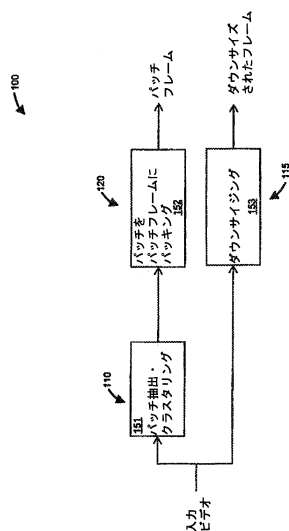 100
入力
ビデオ
110
151
パッチ抽出・
クラスタリング
120
パッチを
パッチフレームに
パッキング 152
パッチ
フレーム
ダウンサイジング
153
115
ダウンサイズ
されたフレーム